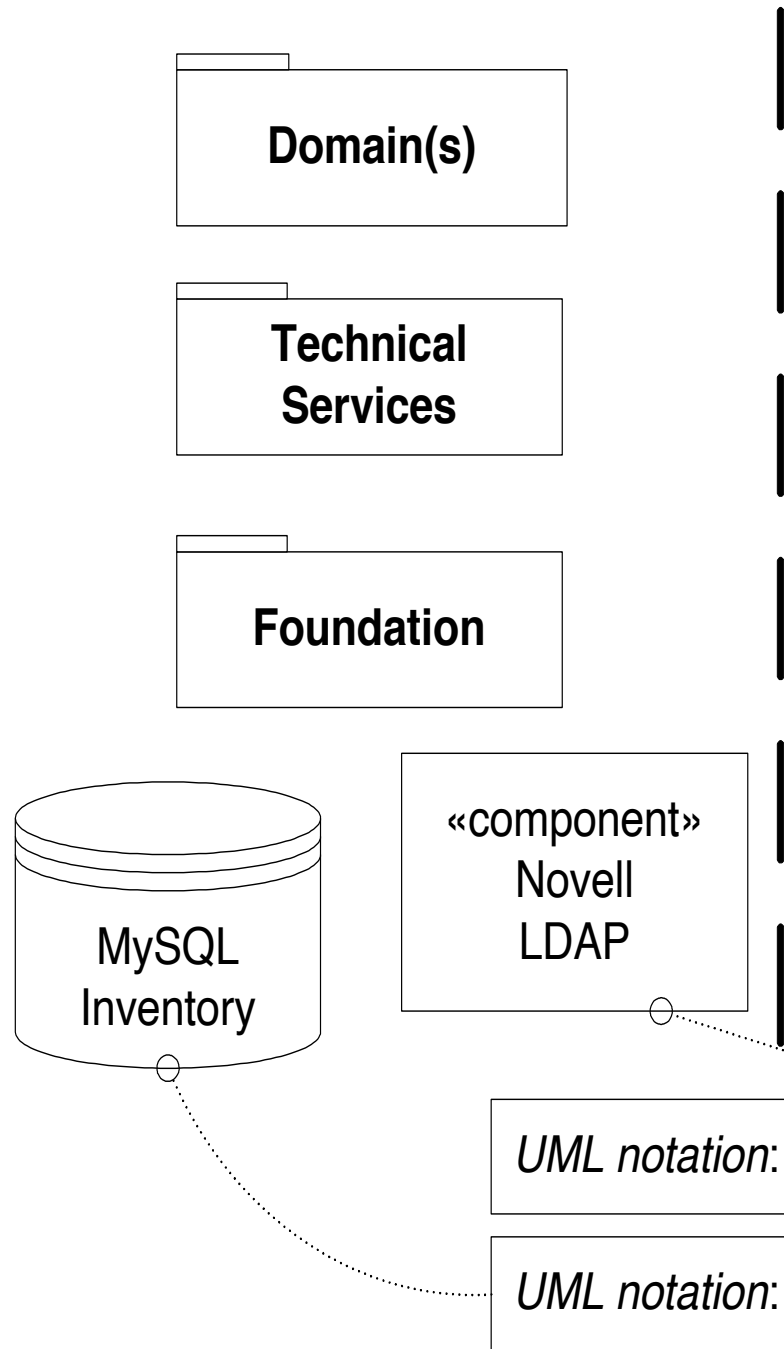 Domain(s)
Technical
Services
Foundation
«component»
Novell
LDAP
MySQL
Inventory
UML notation:
UML notation: